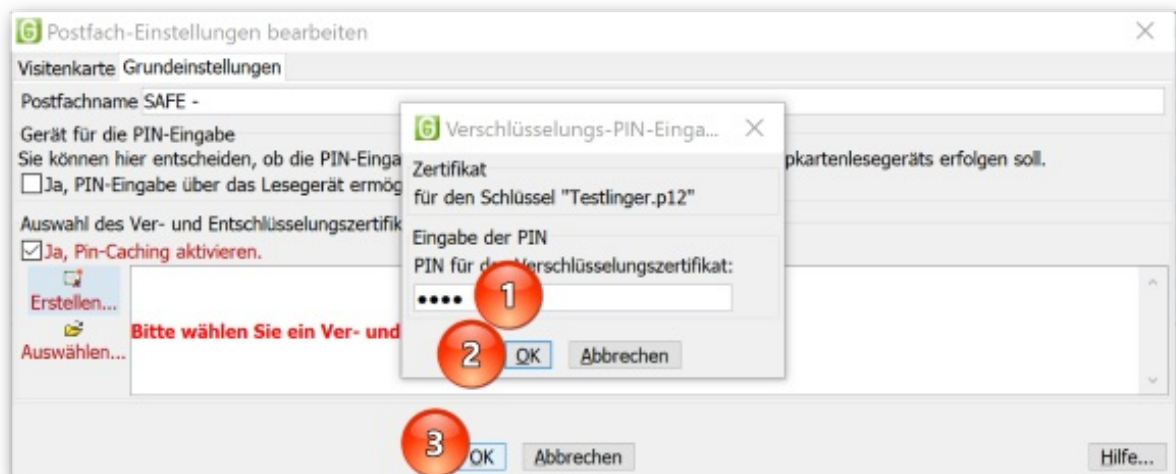 Postfach-Einstellungen bearbeiten
Visitenkarte Grundeinstellungen
Postfachname SAFE -
Gerät für die PIN-Eingabe
Sie können hier entscheiden, ob die PIN-Einga pkartenlesegeräts erfolgen soll.
Ja, PIN-Eingabe über das Lesegerät ermög
Auswahl des Ver- und Entschlüsselungszertifik
Ja, Pin-Caching aktivieren.
Erstellen...
Bitte wählen Sie ein Ver- und
Auswählen...
Verschlüsselungs-PIN-Einga...
Zertifikat
für den Schlüssel "Testlinger.p12"
Eingabe der PIN
PIN für d Verschlüsselungszertifikat:
1
2 OK Abbrechen
3 OK Abbrechen Hilfe...